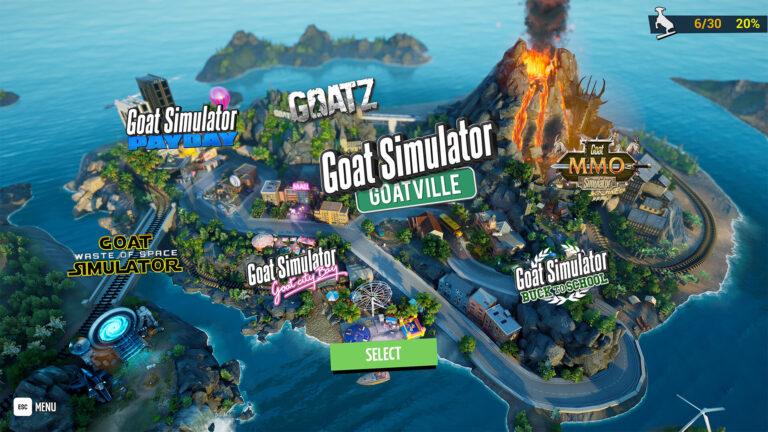 6/30 20%
GOATZ
Goat Simulator
PAYDAY
Goat Simulator
GOATVILLE
Goat
MMO
Simulator
MALL
GOAT
WASTE OF SPACE
SIMULATOR
Goat Simulator
Goat city Bay
Goat Simulator
BUCK TO SCHOOL
SELECT
ESC MENU